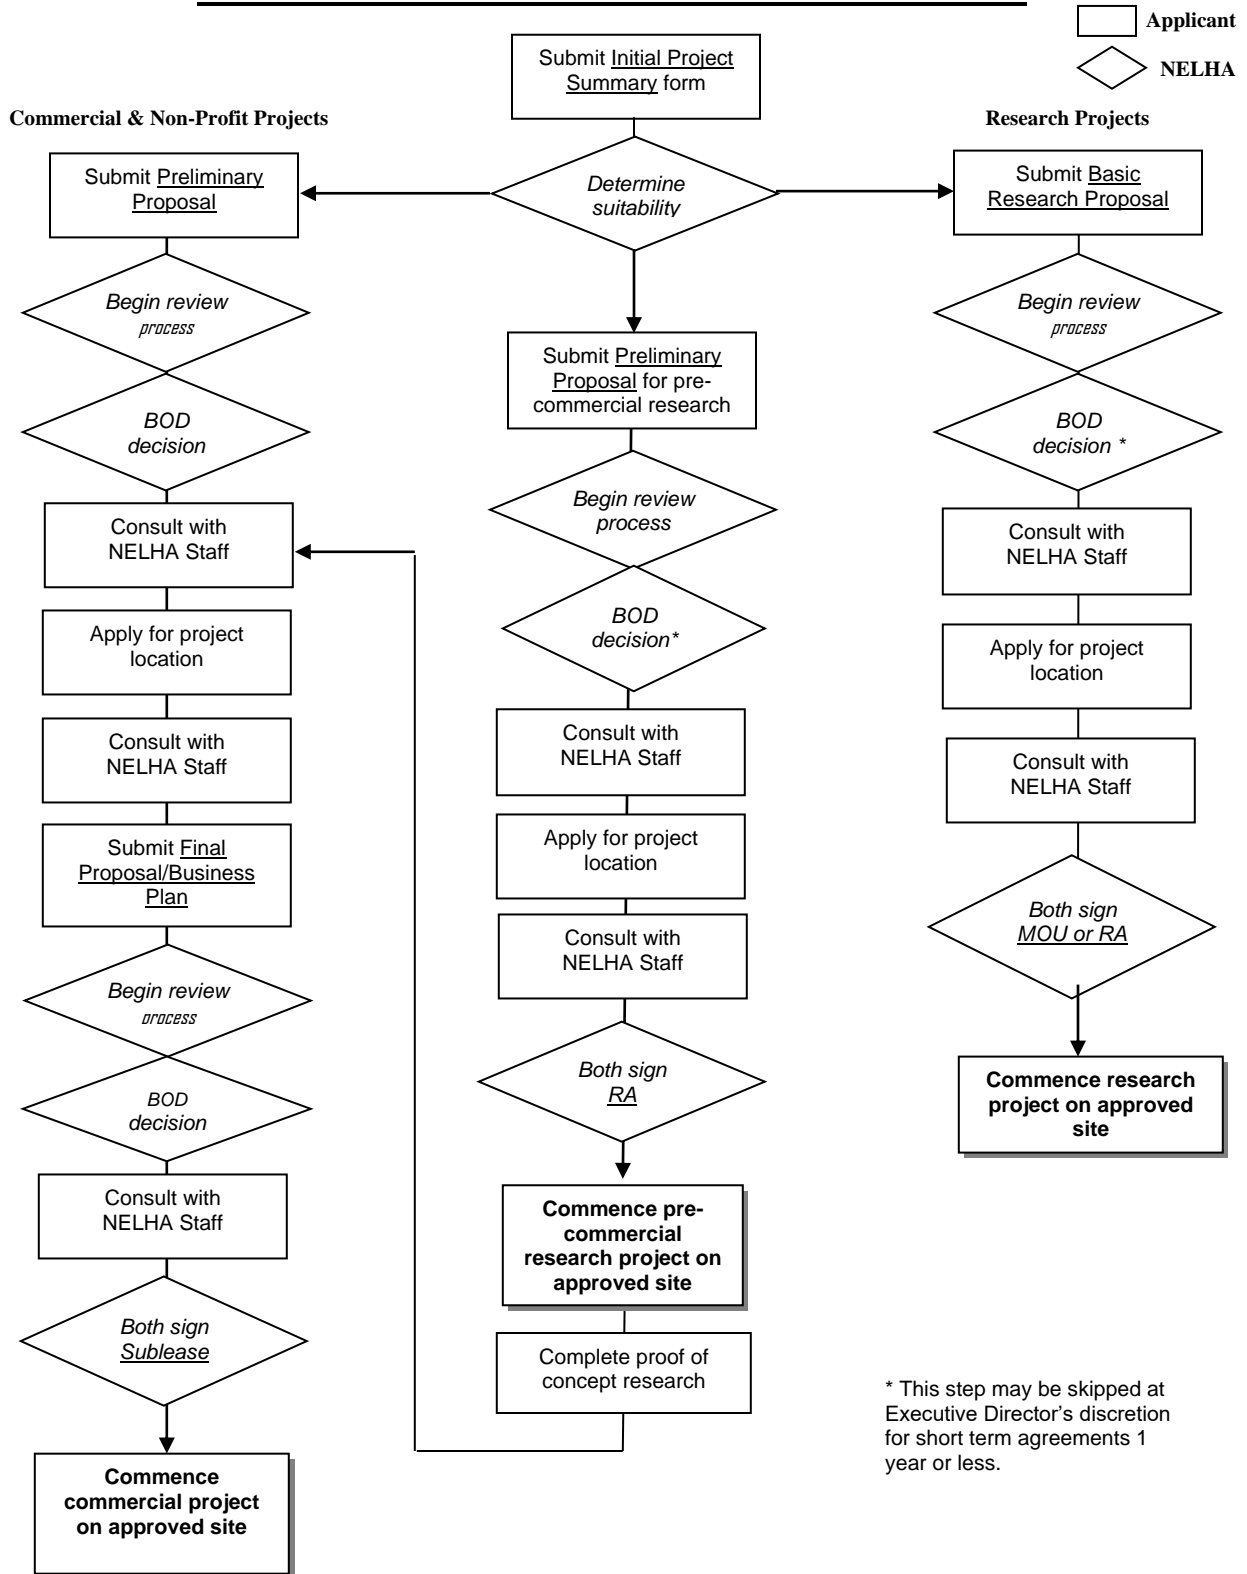 Applicant
NELHA
Submit Initial Project
Summary form
Commercial & Non-Profit Projects
Research Projects
Determine
suitability
Submit Preliminary
Proposal
Begin review
process
BOD
decision
Consult with
NELHA Staff
Apply for project
location
Consult with
NELHA Staff
Submit Final
Proposal/Business
Plan
Begin review
process
BOD
decision
Consult with
NELHA Staff
Both sign
Sublease
Commence
commercial project
on approved site
Submit Preliminary
Proposal for pre-
commercial research
Begin review
process
BOD
decision*
Consult with
NELHA Staff
Apply for project
location
Consult with
NELHA Staff
Both sign
RA
Commence pre-
commercial
research project on
approved site
Complete proof of
concept research
Submit Basic
Research Proposal
Begin review
process
BOD
decision *
Consult with
NELHA Staff
Apply for project
location
Consult with
NELHA Staff
Both sign
MOU or RA
Commence research
project on approved
site
* This step may be skipped at
Executive Director's discretion
for short term agreements 1
year or less.